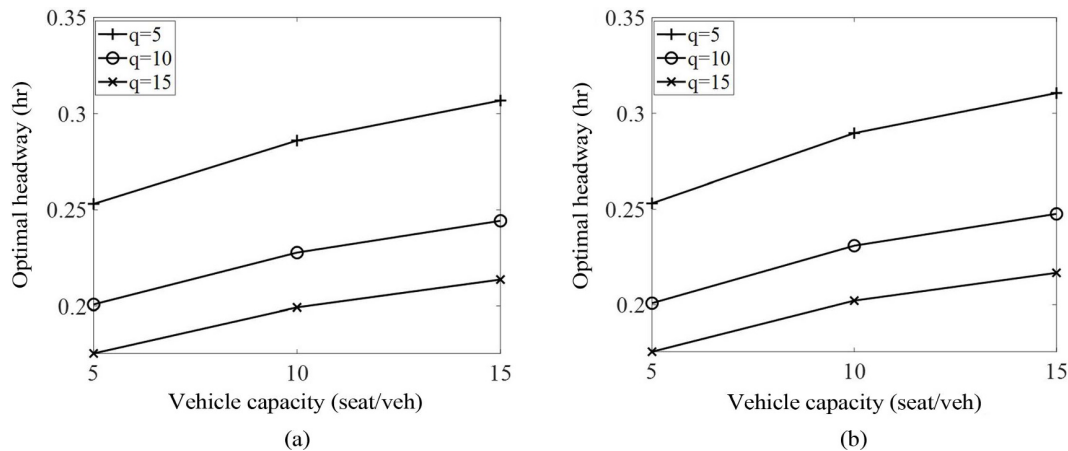 0.35
0.3
0.25
0.2
Optimal headway (hr)
q=5
q=10
q=15
5
10
15
Vehicle capacity (seat/veh)
(a)
0.35
0.3
0.25
0.2
Optimal headway (hr)
q=5
q=10
q=15
5
10
15
Vehicle capacity (seat/veh)
(b)